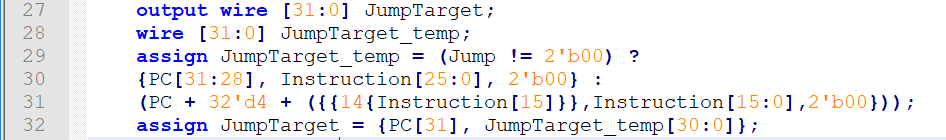 27 output wire [31:0] JumpTarget;
28 wire [31:0] JumpTarget_temp;
29 assign JumpTarget_temp = (Jump != 2'b00) ?
30 {PC[31:28], Instruction[25:0], 2'b00} :
31 (PC + 32'd4 + ({{14{Instruction[15]}},Instruction[15:0],2'b00}));
32 assign JumpTarget = {PC[31], JumpTarget_temp[30:0]};